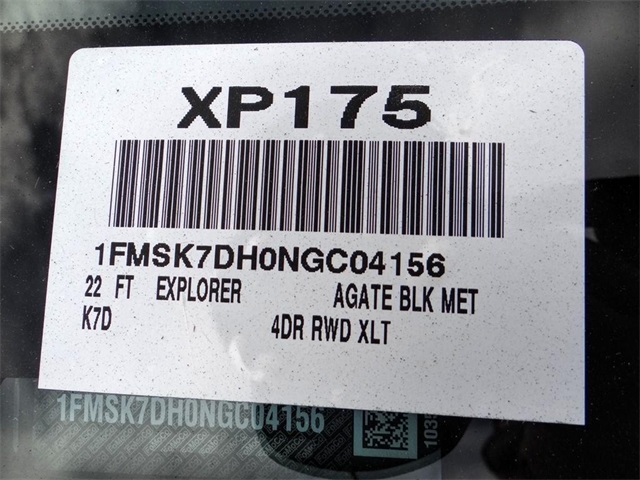 XP175
1FMSK7DH0NGC04156
22 FT EXPLORER AGATE BLK MET
K7D 4DR RWD XLT
1FMSK7DH0NGC04156